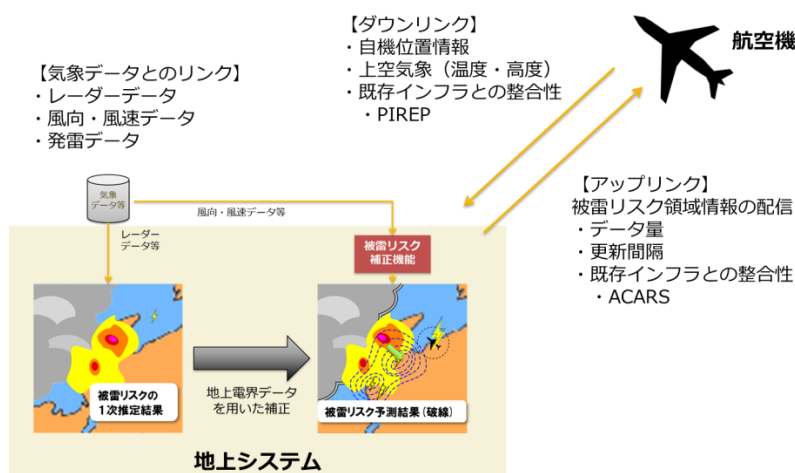 【ダウンリンク】
・自機位置情報
・上空気象（温度・高度）
・既存インフラとの整合性
・PIREP
航空機
【気象データとのリンク】
・レーダーデータ
・風向・風速データ
・発雷データ
【アップリンク】
被雷リスク領域情報の配信
・データ量
・更新間隔
・既存インフラとの整合性
・ACARS
気象
データ等
風向・風速データ等
レーダー
データ等
被雷リスク
補正機能
被雷リスクの
1次推定結果
地上電界データ
を用いた補正
被雷リスク予測結果(破線)
地上システム